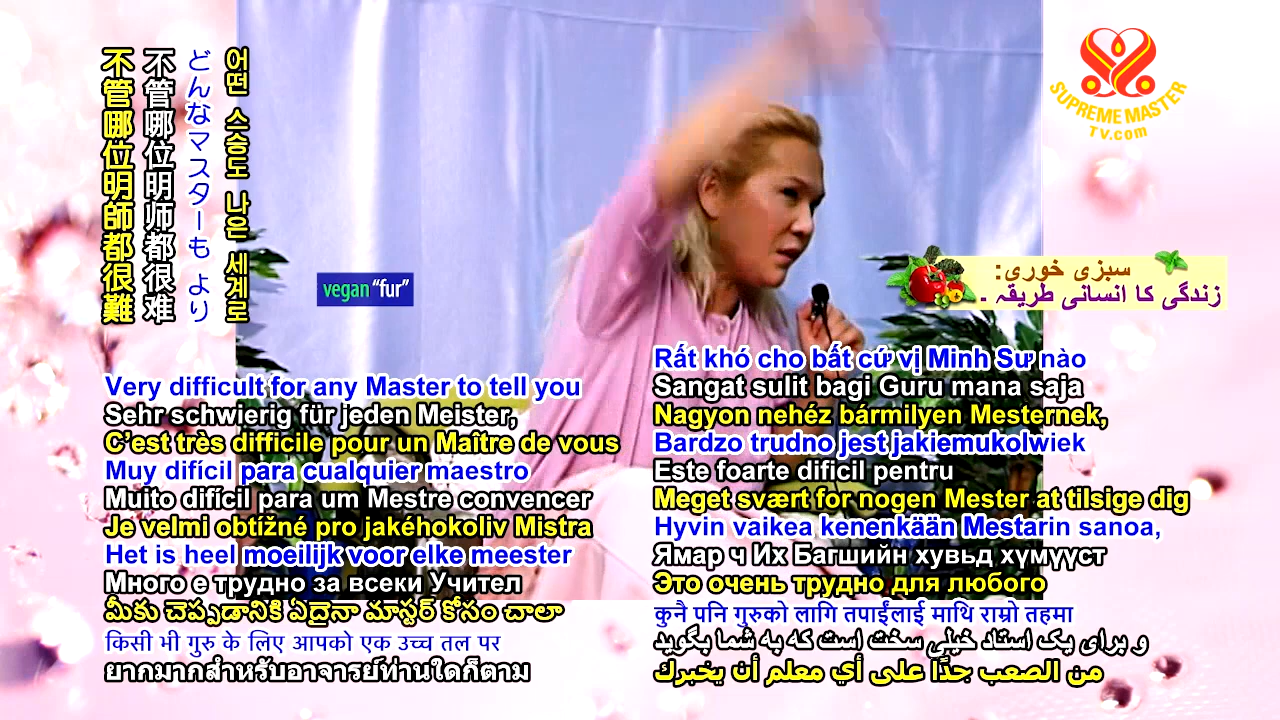 不管哪位明師都很難
不管哪位明师都很难
どんなマスターも より
어떤 스승도 나은 세계로
SUPREME MASTER
TV.com
vegan "fur"
سبزی خوری:
زندگی کا انسانی طریقہ ۔
Very difficult for any Master to tell you
Sehr schwierig für jeden Meister,
C'est très difficile pour un Maître de vous
Muy difícil para cualquier maestro
Muito difícil para um Mestre convencer
Je velmi obtížné pro jakéhokoliv Mistra
Het is heel moeilijk voor elke meester
Много е трудно за всеки Учител
మీకు చెప్పడానికి ఏదైనా మాస్టర్ కోసం చాలా
किसी भी गुरु के लिए आपको एक उच्च तल पर
ยากมากสำหรับอาจารย์ท่านใดก็ตาม
Rất khó cho bất cứ vị Minh Sư nào
Sangat sulit bagi Guru mana saja
Nagyon nehéz bármilyen Mesternek,
Bardzo trudno jest jakiemukolwiek
Este foarte dificil pentru
Meget svært for nogen Mester at tilsige dig
Hyvin vaikea kenenkään Mestarin sanoa,
Ямар ч Их Багшийн хувьд хүмүүст
Это очень трудно для любого
कुनै पनि गुरुको लागि तपाईंलाई माथि राम्रो तहमा
و برای یک استاد خیلی سخت است که به شما بگوید
من الصعب جدًا على أي معلم أن يخبرك